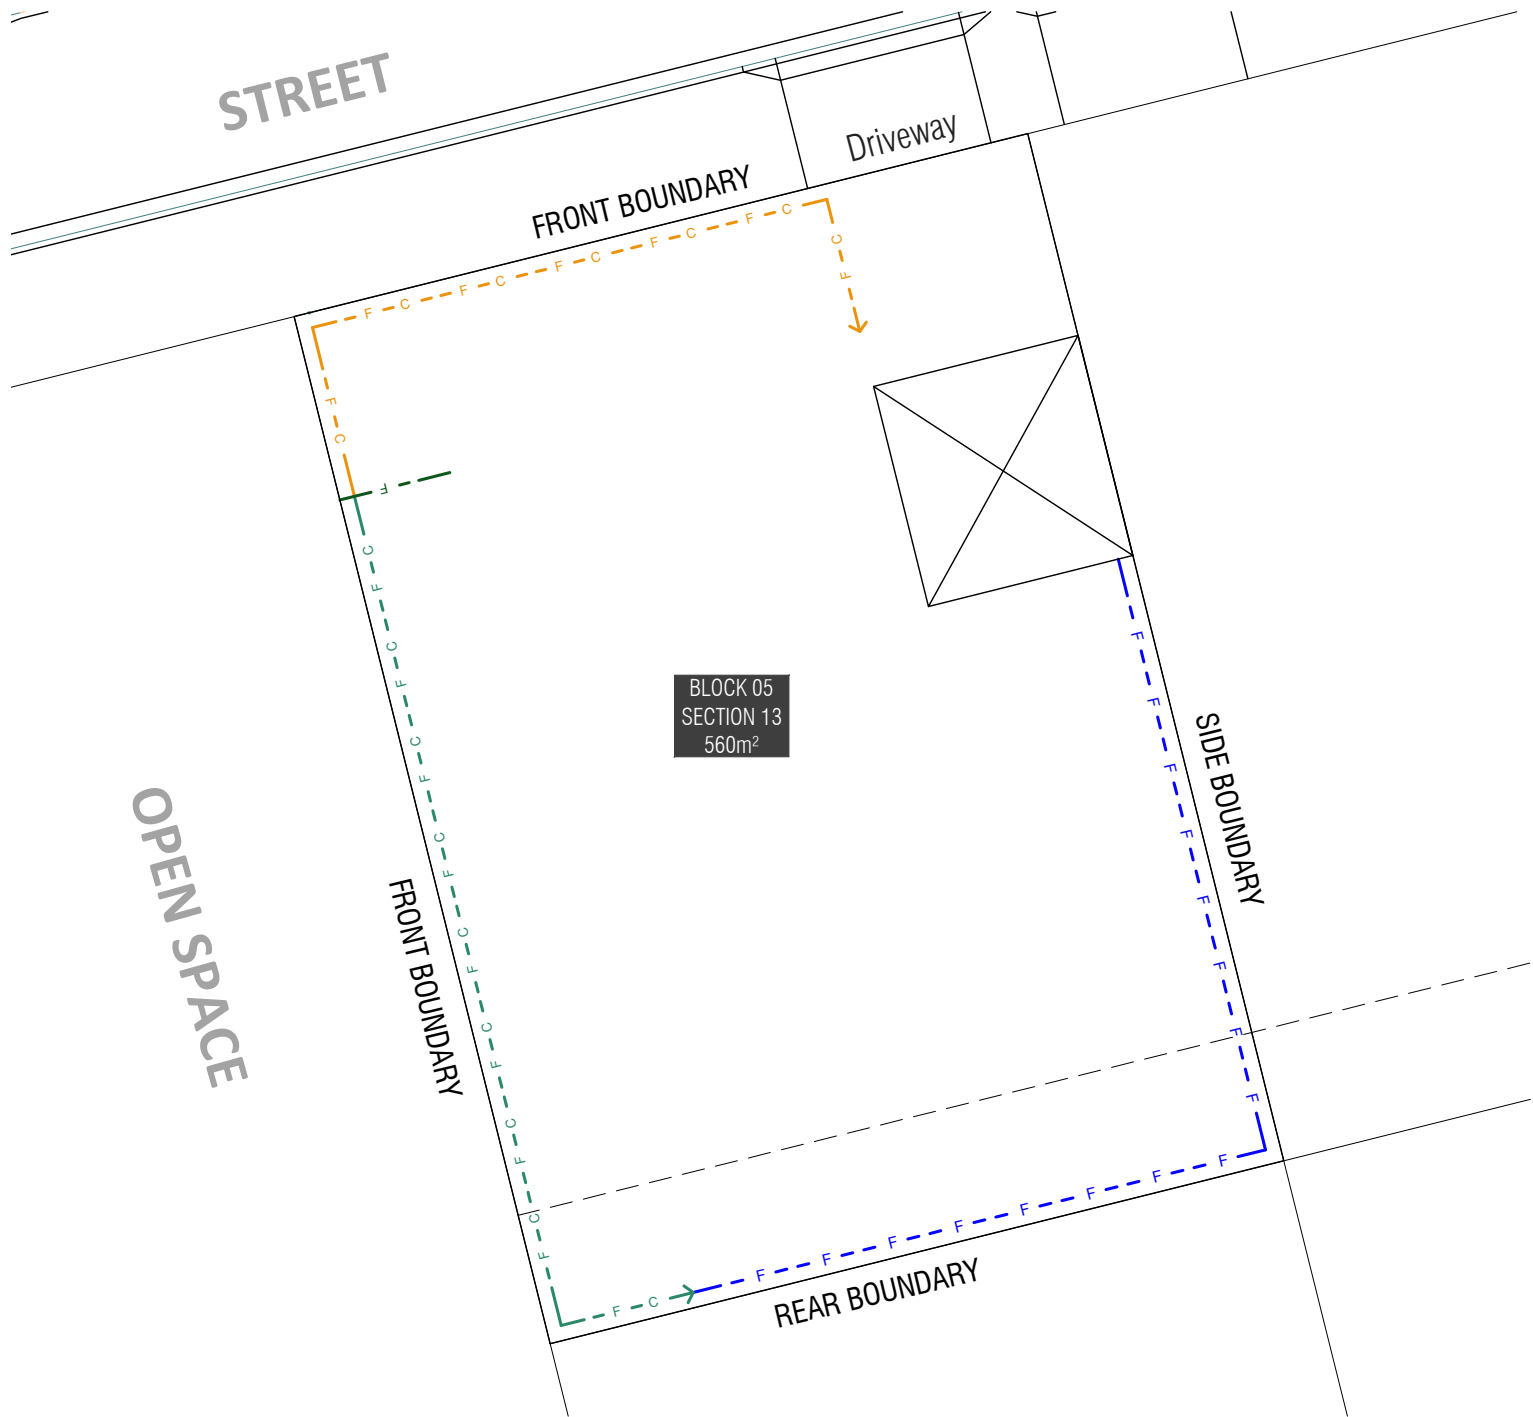 STREET
Driveway
FRONT BOUNDARY
F C F C F C F C F C
C F
F C
F
C F C F C F C F C F C F C F C F
BLOCK 05
SECTION 13
560m²
F F F F F F F F
SIDE BOUNDARY
OPEN SPACE
FRONT BOUNDARY
F C
F F F F F F F F
REAR BOUNDARY